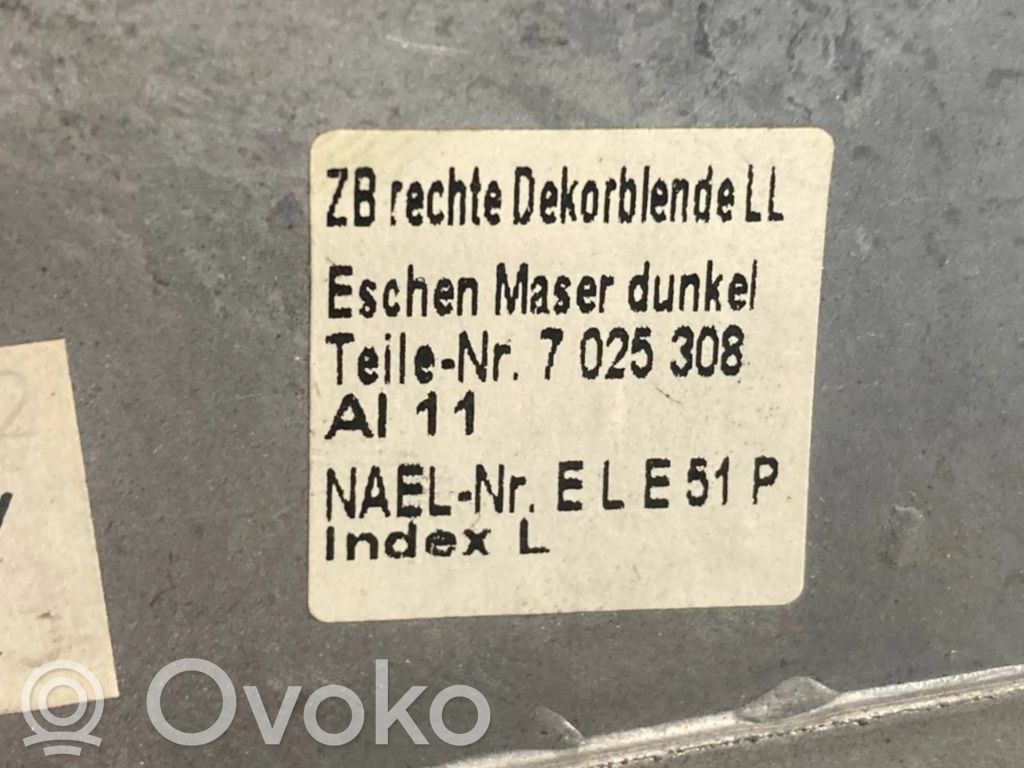 ZB rechte Dekorblende LL
Eschen Maser dunkel
Teile-Nr. 7 025 308
AI 11
NAEL-Nr. E L E 51 P
Index L
2
Ovoko